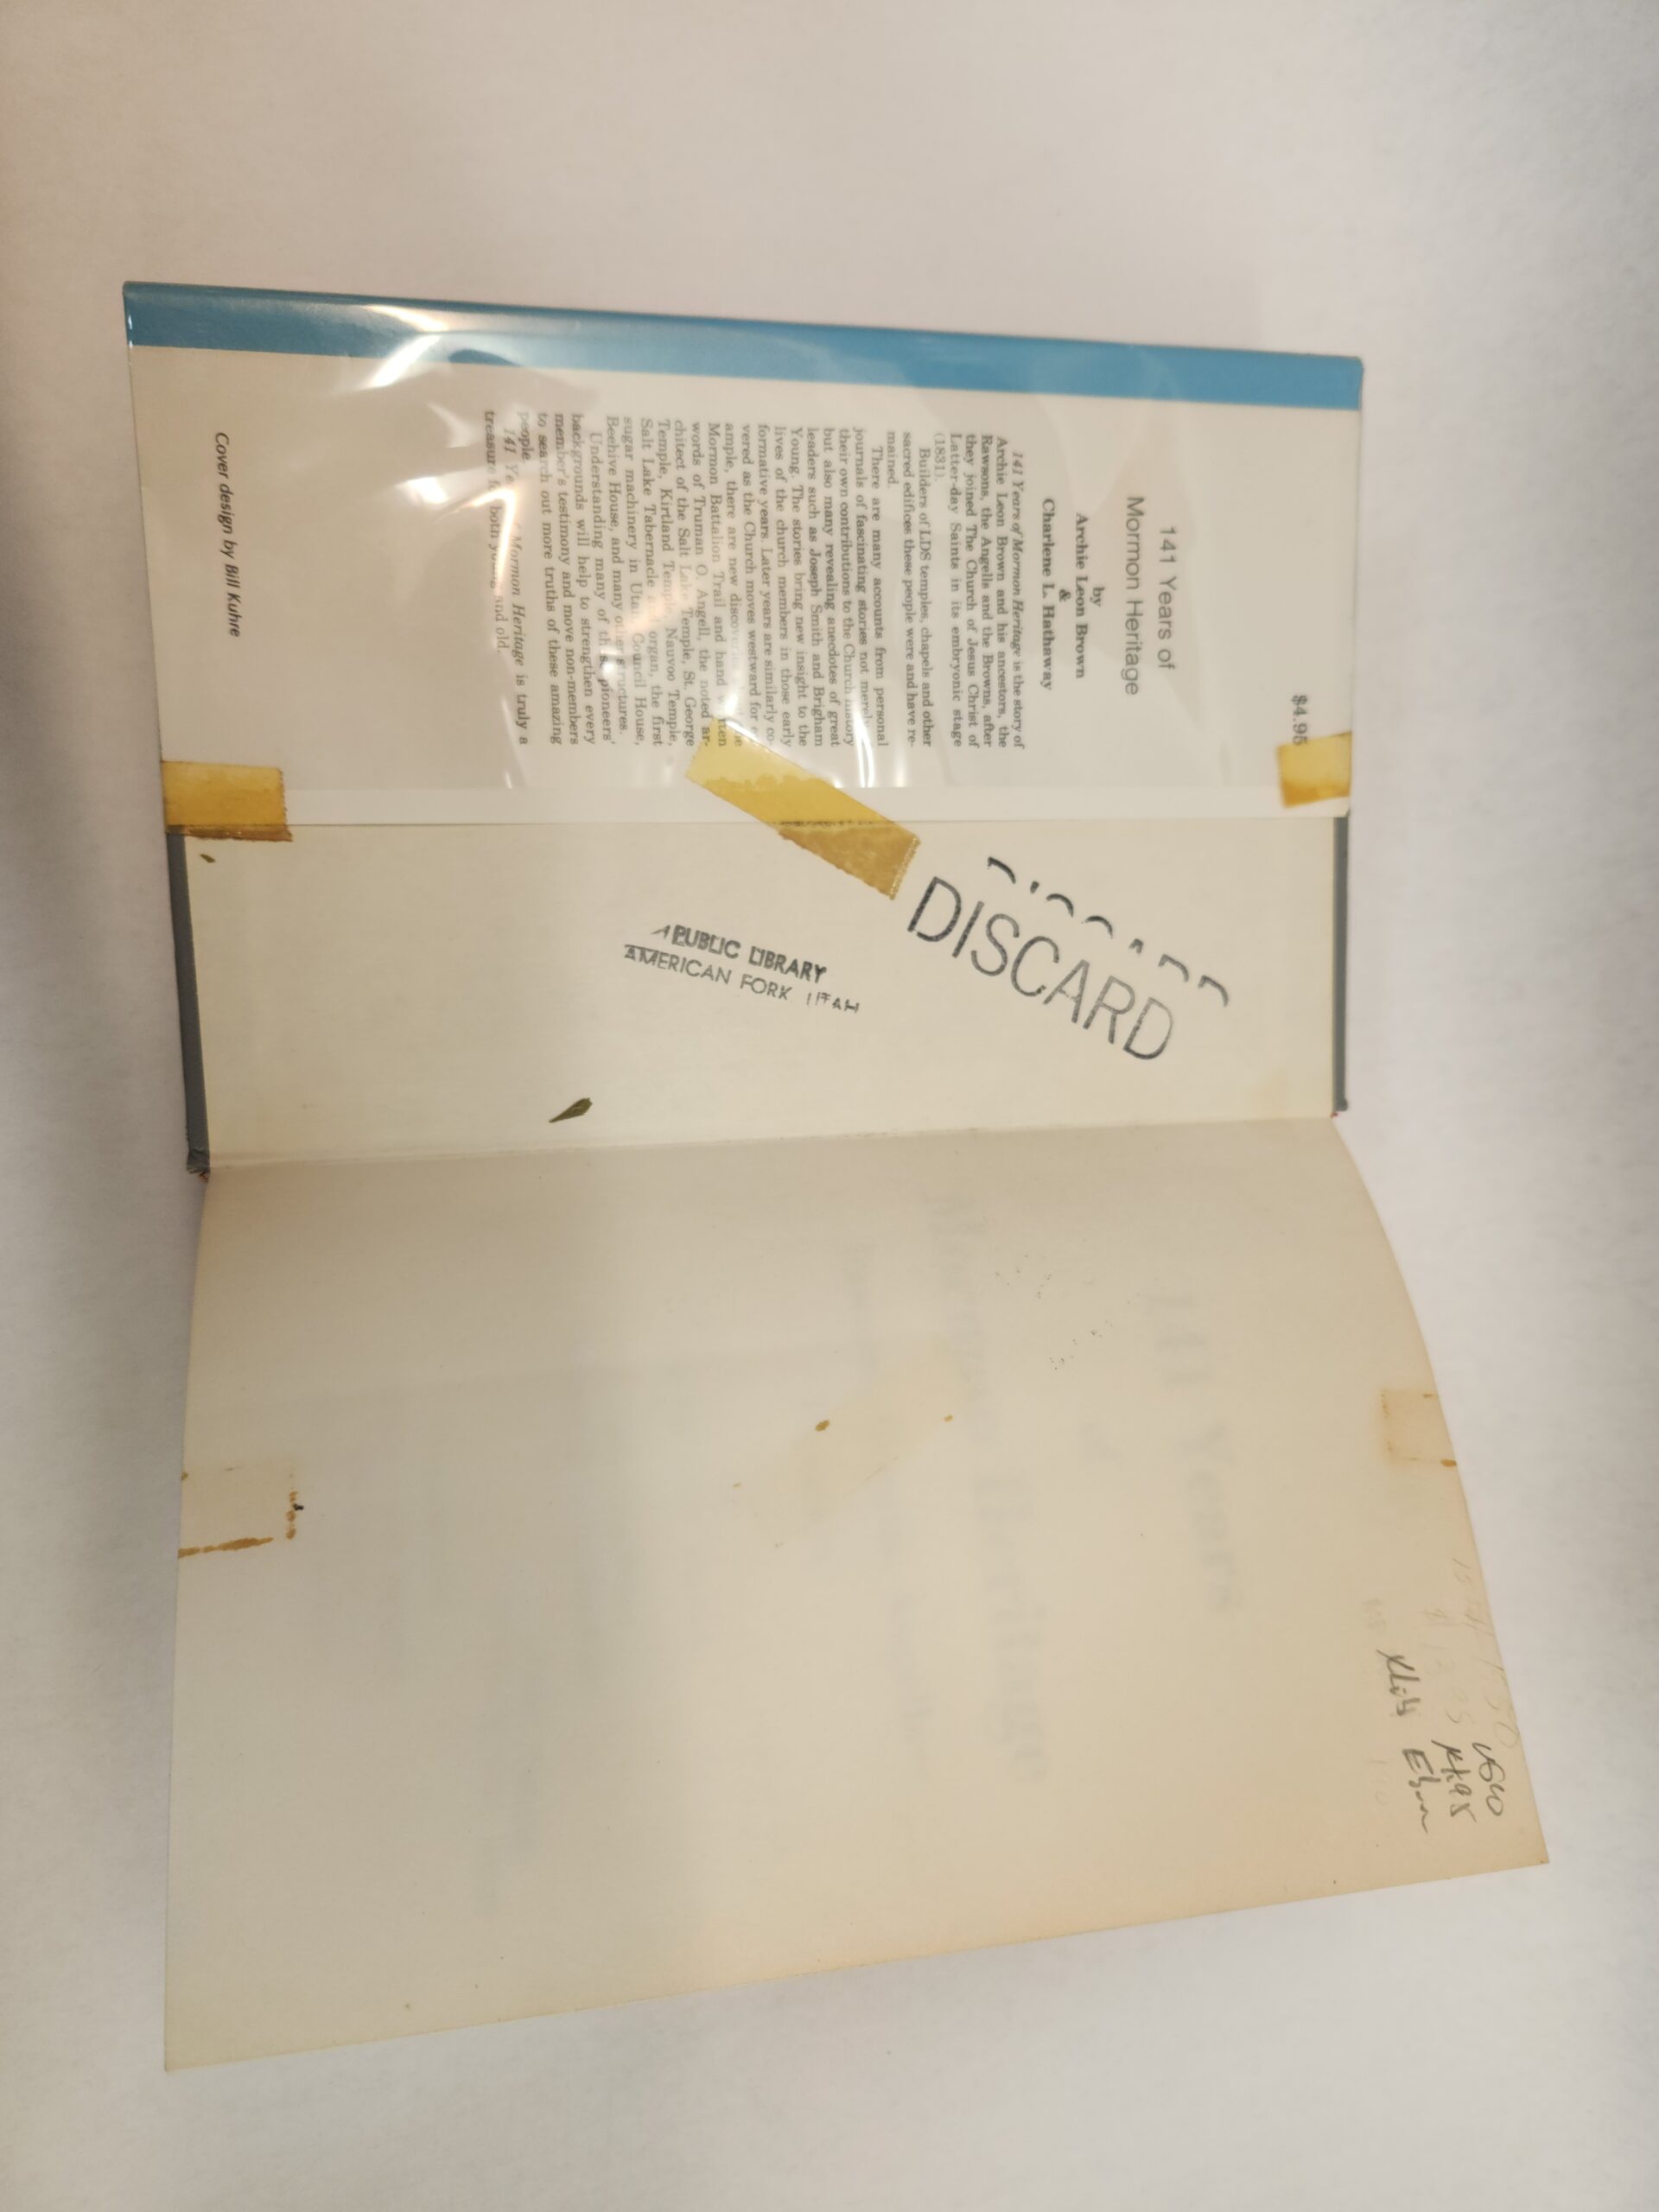 $4.95
141 Years of
Mormon Heritage
by
Archie Leon Brown
&
Charlene L. Hathaway
141 Years of Mormon Heritage is the story of
Archie Leon Brown and his ancestors, the
Rawsons, the Angells and the Browns, after
they joined The Church of Jesus Christ of
Latter-day Saints in its embryonic stage
(1831).
Builders of LDS temples, chapels and other
sacred edifices these people were and have re-
mained.
There are many accounts from personal
journals of fascinating stories not merely
their own contributions to the Church history
but also many revealing anecdotes of great
leaders such as Joseph Smith and Brigham
Young. The stories bring new insight to the
lives of the church members in those early
formative years. Later years are similarly co-
vered as the Church moves westward for ex-
ample, there are new
Mormon Battalion Trail and hand written
words of Truman O. Angell, the noted ar-
chitect of the Salt Lake Temple, St. George
Temple, Kirtland Temple, Nauvoo Temple,
Salt Lake Tabernacle organ, the first
sugar machinery in Utah, Council House,
Beehive House, and many other structures.
Understanding many of these pioneers'
backgrounds will help to strengthen every
member's testimony and move non-members
to search out more truths of these amazing
people.
141 Mormon Heritage is truly a
treasure both and old.
Cover design by Bill Kuhre
DISCARD
PUBLIC LIBRARY
AMERICAN FORK UTAH
141 Years